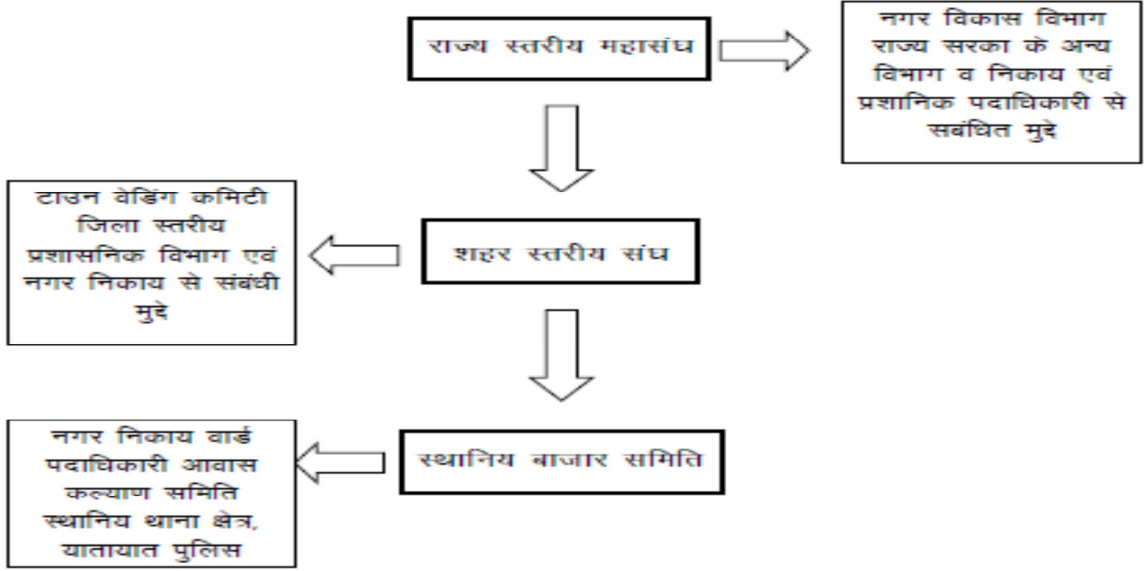 राज्य स्तरीय महासंघ
नगर विकास विभाग
राज्य सरका के अन्य
विभाग व निकाय एवं
प्रशानिक पदाधिकारी से
सबंधित मुद्दे
टाउन वेडिंग कमिटी
जिला स्तरीय
प्रशासनिक विभाग एवं
नगर निकाय से संबंधी
मुद्दे
शहर स्तरीय संघ
नगर निकाय वार्ड
पदाधिकारी आवास
कल्याण समिति
स्थानिय थाना क्षेत्र,
यातायात पुलिस
स्थानिय बाजार समिति